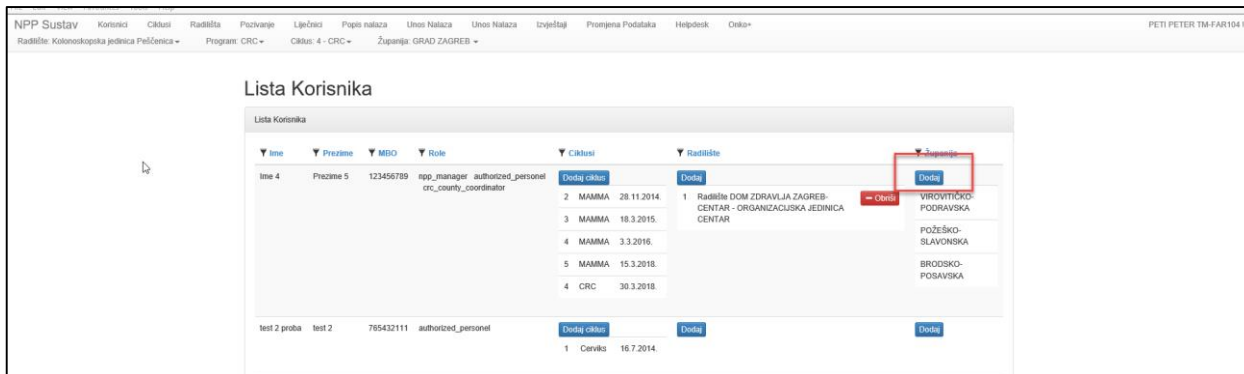 NPP Sustav Korisnici Ciklusi Radilišta Pozivanje Liječnici Popis nalaza Unos Nalaza Unos Nalaza Izvještaji Promjena Podataka Helpdesk Onko+ PETI PETER TM-FAR104
Radilište: Kolonoskopska jedinica Peščenica Program: CRC Ciklus: 4 - CRC Županija: GRAD ZAGREB
Lista Korisnika
Lista Korisnika
Ime Prezime MBO Role Ciklusi Radilište Županija
Ime 4 Prezime 5 123456789 npp_manager authorized_personel Dodaj ciklus Dodaj Dodaj
crc_county_coordinator
2 MAMMA 28.11.2014. 1 Radilište DOM ZDRAVLJA ZAGREB- Obriši VIROVITIČKO-
CENTAR - ORGANIZACIJSKA JEDINICA PODRAVSKA
3 MAMMA 18.3.2015. CENTAR
POŽEŠKO-
4 MAMMA 3.3.2016. SLAVONSKA
5 MAMMA 15.3.2018. BRODSKO-
POSAVSKA
4 CRC 30.3.2018.
test 2 proba test 2 765432111 authorized_personel Dodaj ciklus Dodaj Dodaj
1 Cerviks 16.7.2014.